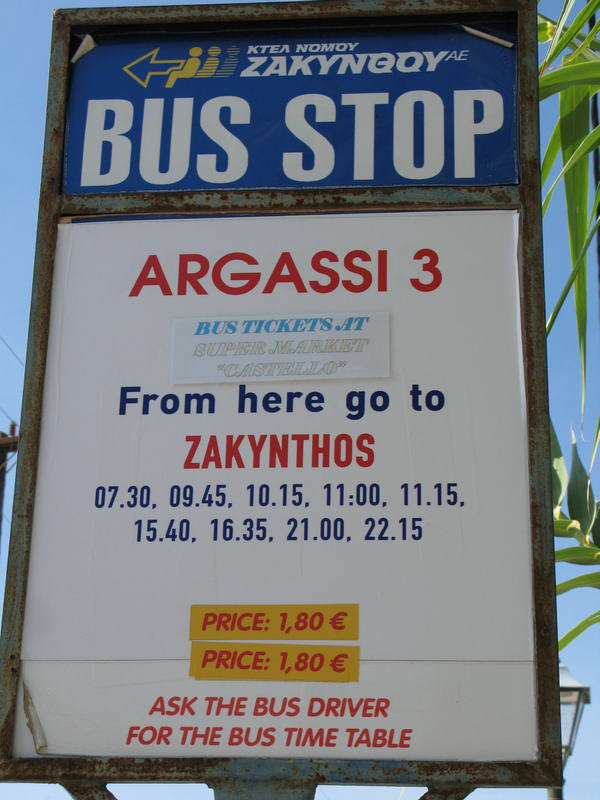 ΚΤΕΛ ΝΟΜΟΥ
ΖΑΚΥΝΘΟΥ ΑΕ
BUS STOP
ARGASSI 3
BUS TICKETS AT
SUPER MARKET
"CASTELLO"
From here go to
ZAKYNTHOS
07.30, 09.45, 10.15, 11:00, 11.15,
15.40, 16.35, 21.00, 22.15
PRICE: 1,80 €
PRICE: 1,80 €
ASK THE BUS DRIVER
FOR THE BUS TIME TABLE